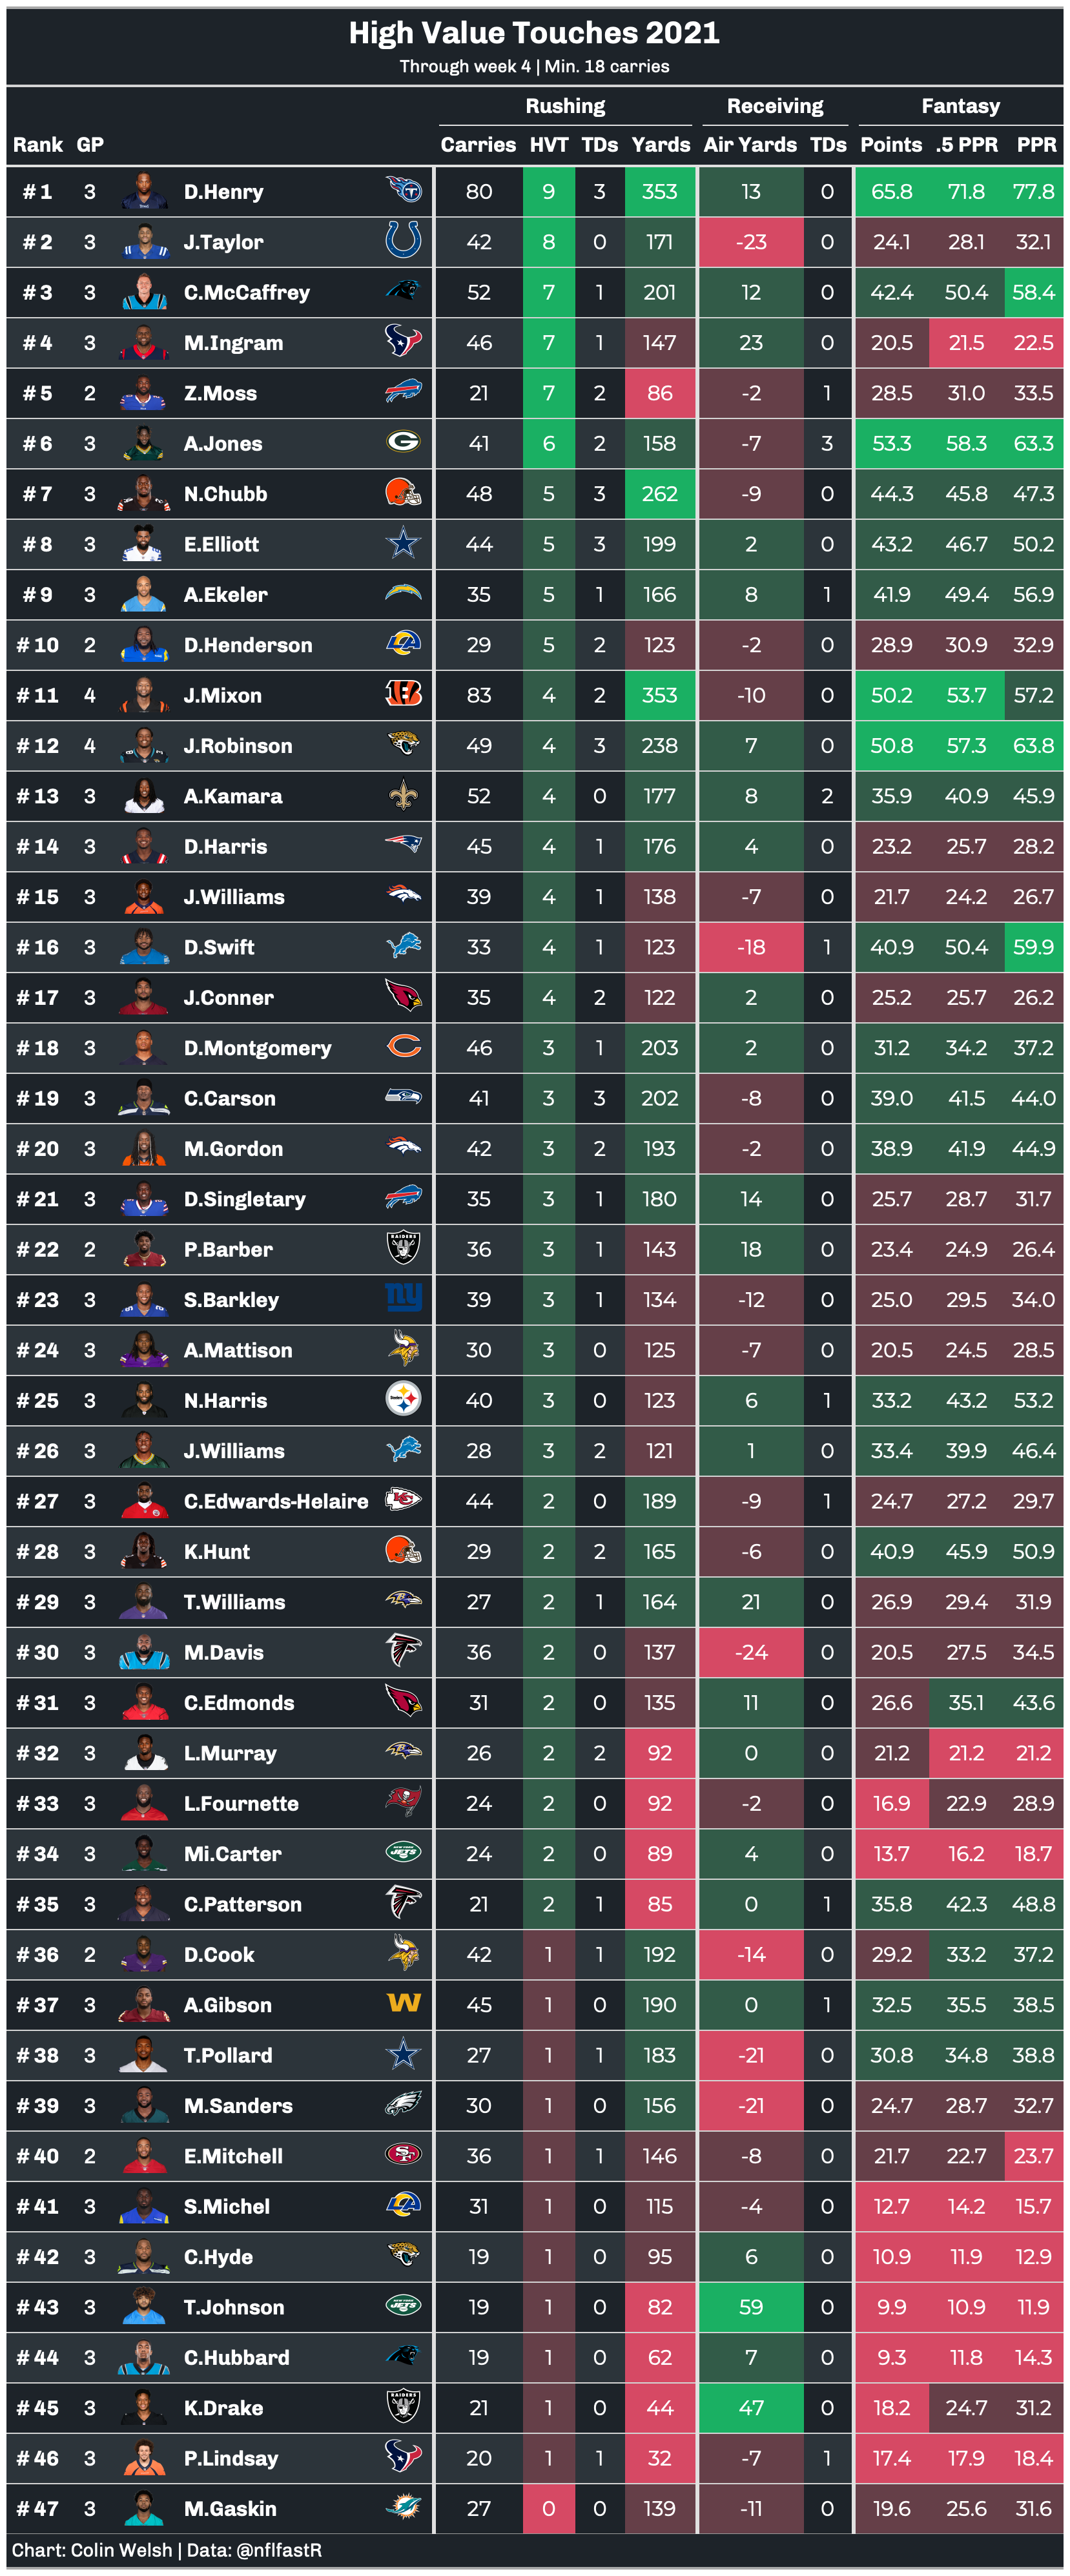 High Value Touches 2021
Through week 4 | Min. 18 carries
Rushing Receiving Fantasy
Rank GP Carries HVT TDs Yards Air Yards TDs Points .5 PPR PPR
# 1 3 D.Henry 80 9 3 353 13 0 65.8 71.8 77.8
# 2 3 J.Taylor 42 8 0 171 -23 0 24.1 28.1 32.1
# 3 3 C.McCaffrey 52 7 1 201 12 0 42.4 50.4 58.4
# 4 3 M.Ingram 46 7 1 147 23 0 20.5 21.5 22.5
# 5 2 Z.Moss 21 7 2 86 -2 1 28.5 31.0 33.5
# 6 3 A.Jones 41 6 2 158 -7 3 53.3 58.3 63.3
# 7 3 N.Chubb 48 5 3 262 -9 0 44.3 45.8 47.3
# 8 3 E.Elliott 44 5 3 199 2 0 43.2 46.7 50.2
# 9 3 A.Ekeler 35 5 1 166 8 1 41.9 49.4 56.9
# 10 2 D.Henderson 29 5 2 123 -2 0 28.9 30.9 32.9
# 11 4 J.Mixon 83 4 2 353 -10 0 50.2 53.7 57.2
# 12 4 J.Robinson 49 4 3 238 7 0 50.8 57.3 63.8
# 13 3 A.Kamara 52 4 0 177 8 2 35.9 40.9 45.9
# 14 3 D.Harris 45 4 1 176 4 0 23.2 25.7 28.2
# 15 3 J.Williams 39 4 1 138 -7 0 21.7 24.2 26.7
# 16 3 D.Swift 33 4 1 123 -18 1 40.9 50.4 59.9
# 17 3 J.Conner 35 4 2 122 2 0 25.2 25.7 26.2
# 18 3 D.Montgomery 46 3 1 203 2 0 31.2 34.2 37.2
# 19 3 C.Carson 41 3 3 202 -8 0 39.0 41.5 44.0
# 20 3 M.Gordon 42 3 2 193 -2 0 38.9 41.9 44.9
# 21 3 D.Singletary 35 3 1 180 14 0 25.7 28.7 31.7
# 22 2 P.Barber RAIDERS 36 3 1 143 18 0 23.4 24.9 26.4
# 23 3 S.Barkley ny 39 3 1 134 -12 0 25.0 29.5 34.0
# 24 3 A.Mattison 30 3 0 125 -7 0 20.5 24.5 28.5
# 25 3 N.Harris Steelers 40 3 0 123 6 1 33.2 43.2 53.2
# 26 3 J.Williams 28 3 2 121 1 0 33.4 39.9 46.4
# 27 3 C.Edwards-Helaire KC 44 2 0 189 -9 1 24.7 27.2 29.7
# 28 3 K.Hunt 29 2 2 165 -6 0 40.9 45.9 50.9
# 29 3 T.Williams 27 2 1 164 21 0 26.9 29.4 31.9
# 30 3 M.Davis 36 2 0 137 -24 0 20.5 27.5 34.5
# 31 3 C.Edmonds 31 2 0 135 11 0 26.6 35.1 43.6
# 32 3 L.Murray 26 2 2 92 0 0 21.2 21.2 21.2
# 33 3 L.Fournette 24 2 0 92 -2 0 16.9 22.9 28.9
# 34 3 Mi.Carter NEW YORK JETS 24 2 0 89 4 0 13.7 16.2 18.7
# 35 3 C.Patterson 21 2 1 85 0 1 35.8 42.3 48.8
# 36 2 D.Cook 42 1 1 192 -14 0 29.2 33.2 37.2
# 37 3 A.Gibson W 45 1 0 190 0 1 32.5 35.5 38.5
# 38 3 T.Pollard 27 1 1 183 -21 0 30.8 34.8 38.8
# 39 3 M.Sanders 30 1 0 156 -21 0 24.7 28.7 32.7
# 40 2 E.Mitchell SF 36 1 1 146 -8 0 21.7 22.7 23.7
# 41 3 S.Michel LA 31 1 0 115 -4 0 12.7 14.2 15.7
# 42 3 C.Hyde 19 1 0 95 6 0 10.9 11.9 12.9
# 43 3 T.Johnson NEW YORK JETS 19 1 0 82 59 0 9.9 10.9 11.9
# 44 3 C.Hubbard 19 1 0 62 7 0 9.3 11.8 14.3
# 45 3 K.Drake RAIDERS 21 1 0 44 47 0 18.2 24.7 31.2
# 46 3 P.Lindsay 20 1 1 32 -7 1 17.4 17.9 18.4
# 47 3 M.Gaskin 27 0 0 139 -11 0 19.6 25.6 31.6
Chart: Colin Welsh | Data: @nflfastR